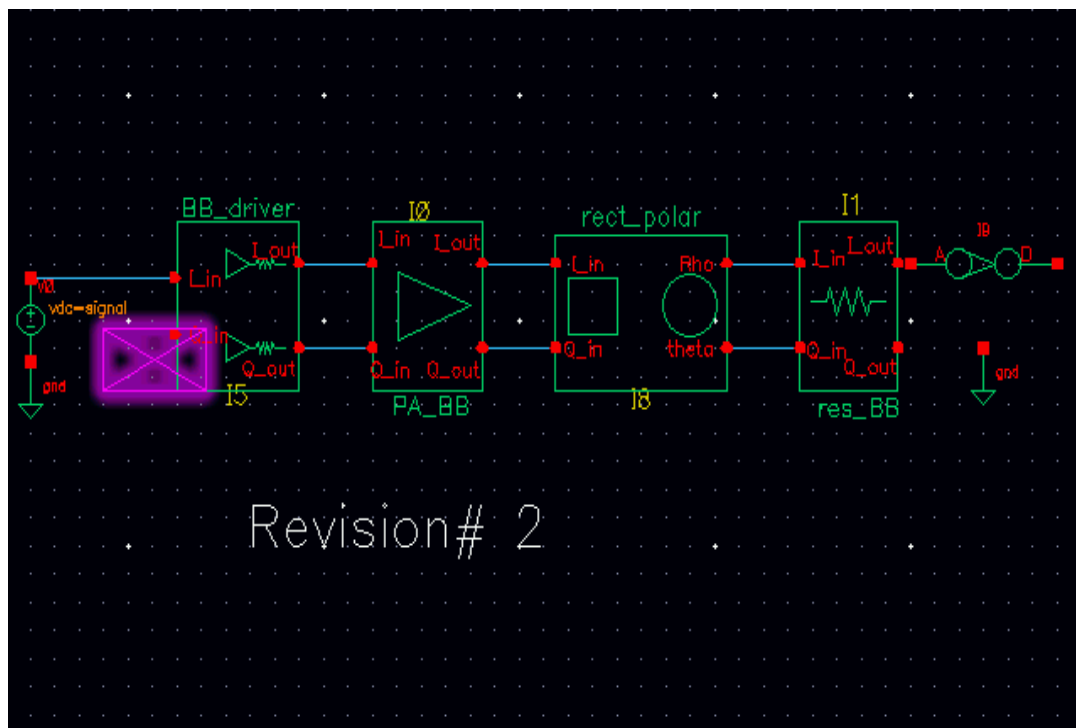 BB_driver
I0
rect_polar
I1
I_out
I_in
I_out
I_in
Rho
I_in
I_out
A
D
I_in
V0
vdc-signal
Q_in
gnd
Q_out
I5
Q_in
Q_out
PA_BB
Q_in
theta
I8
Q_in
Q_out
res_BB
gnd
Revision# 2